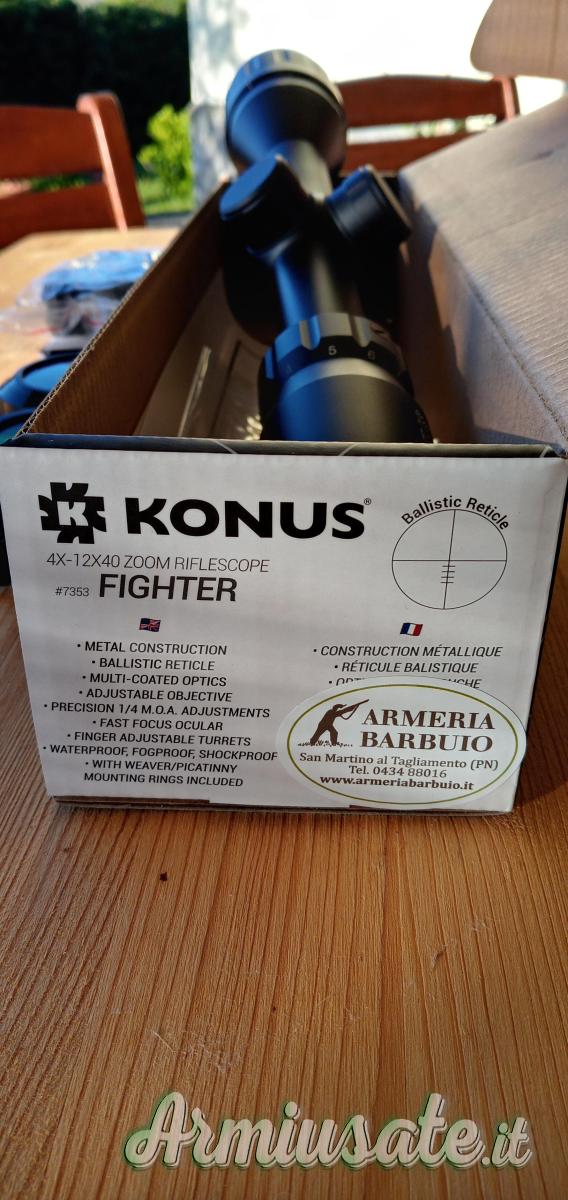 5 6
KONUS®
Ballistic Reticle
4X-12X40 ZOOM RIFLESCOPE
#7353 FIGHTER
• METAL CONSTRUCTION
• BALLISTIC RETICLE
• MULTI-COATED OPTICS
• ADJUSTABLE OBJECTIVE
• PRECISION 1/4 M.O.A. ADJUSTMENTS
• FAST FOCUS OCULAR
• FINGER ADJUSTABLE TURRETS
• WATERPROOF, FOGPROOF, SHOCKPROOF
• WITH WEAVER/PICATINNY
MOUNTING RINGS INCLUDED
• CONSTRUCTION MÉTALLIQUE
• RÉTICULE BALISTIQUE
ARMERIA
BARBUIO
San Martino al Tagliamento (PN)
Tel. 0434 88016
www.armeriabarbuio.it
Armiusate.it